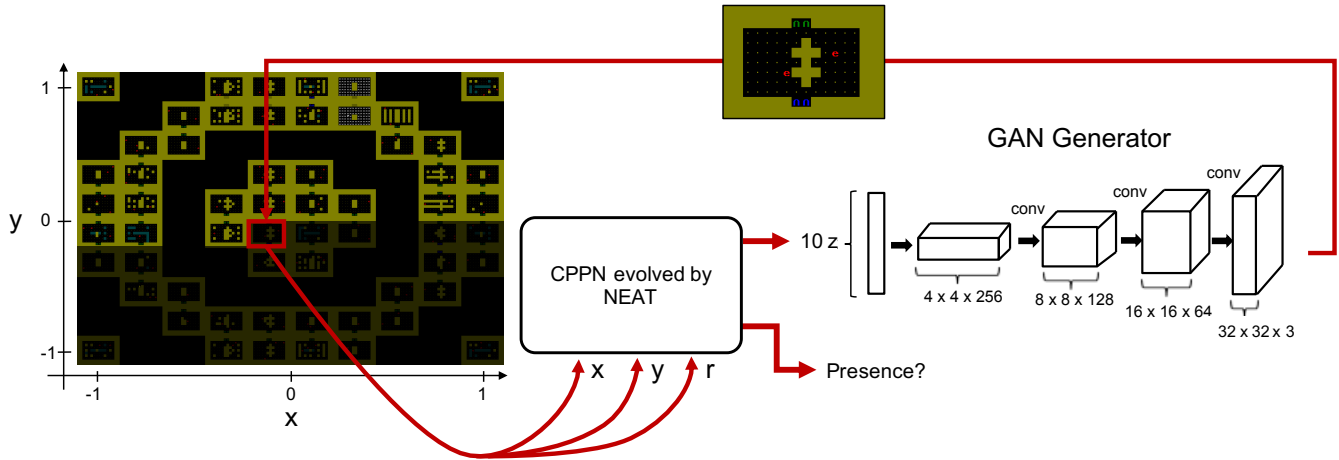 n n
e
e
n n
GAN Generator
1
y
0
-1
-1
0
1
x
CPPN evolved by
NEAT
x
y
r
10 z
Presence?
conv
conv
conv
4 x 4 x 256
8 x 8 x 128
16 x 16 x 64
32 x 32 x 3